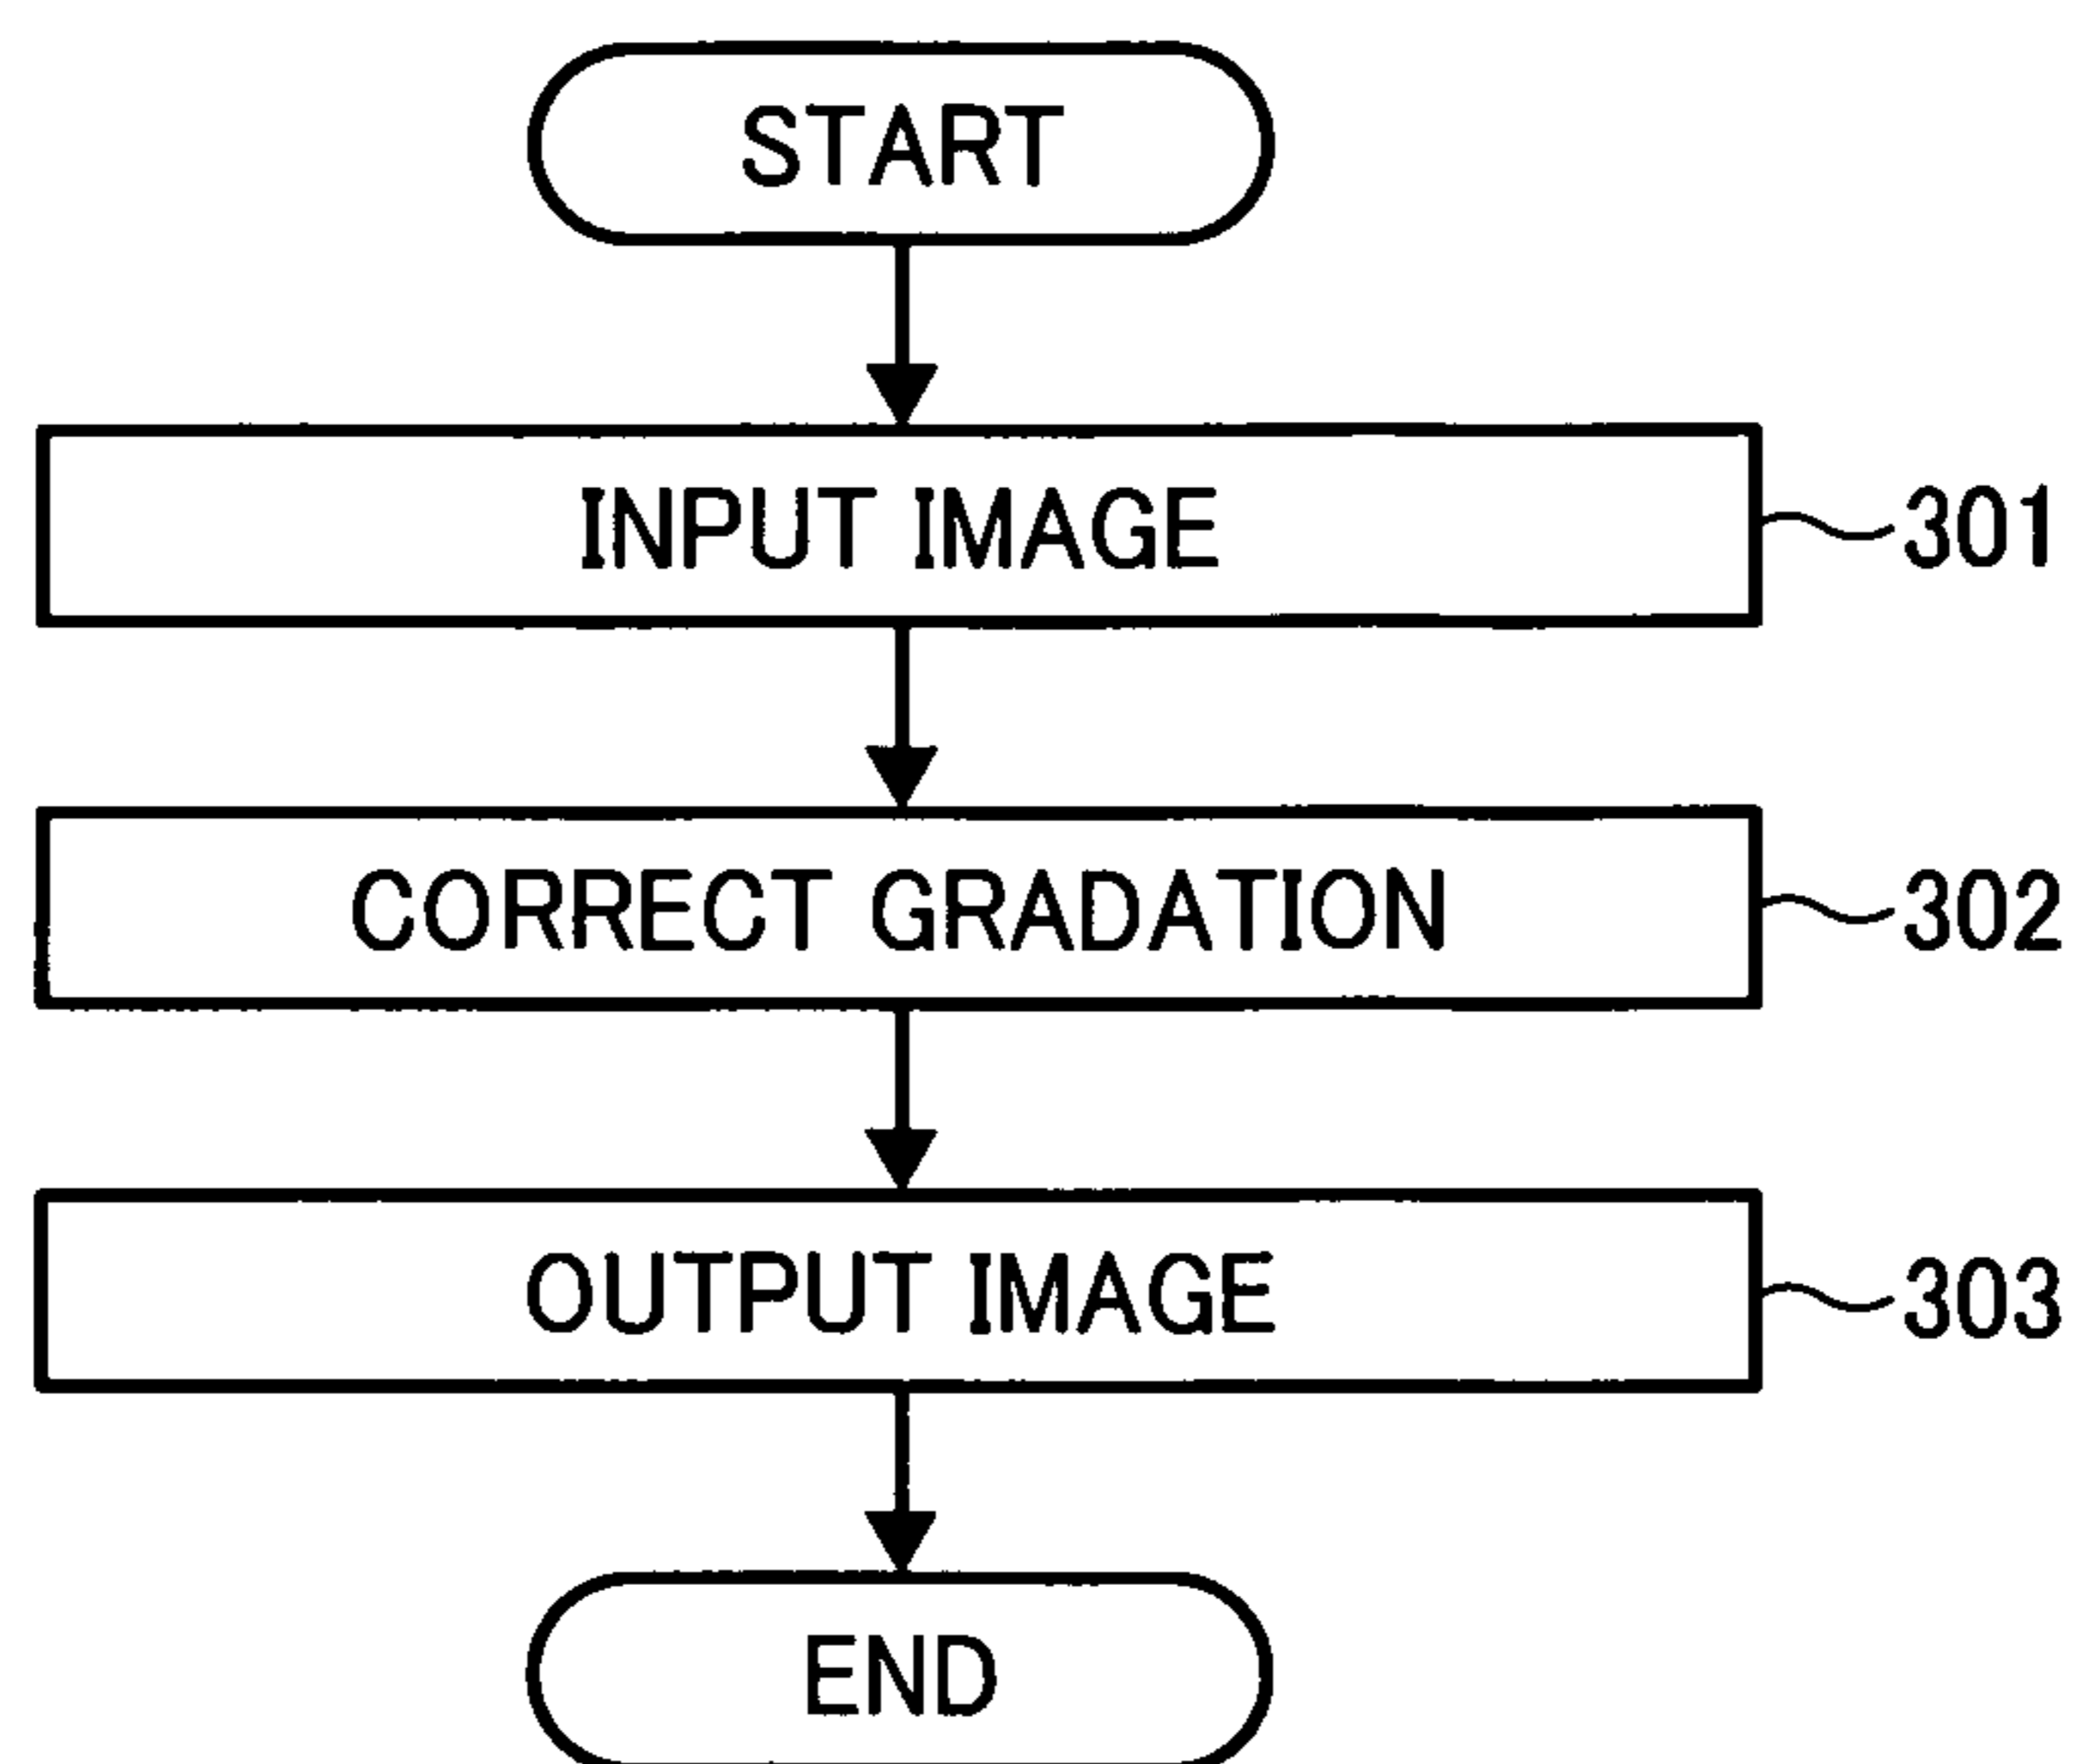 START
INPUT IMAGE
301
CORRECT GRADATION
302
OUTPUT IMAGE
303
END